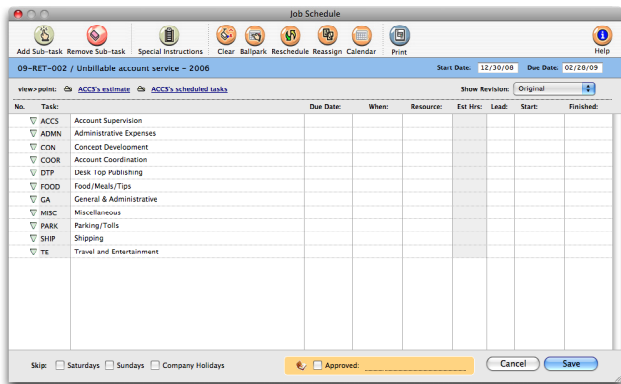 Job Schedule
Add Sub-task Remove Sub-task Special Instructions Clear Ballpark Reschedule Reassign Calendar Print Help
09-RET-002 / Unbillable account service - 2006 Start Date: 12/30/08 Due Date: 02/28/09
view>point: ACCS's estimate ACCS's scheduled tasks Show Revision: Original
No. Task: Due Date: When: Resource: Est Hrs: Lead: Start: Finished:
ACCS Account Supervision
ADMN Administrative Expenses
CON Concept Development
COOR Account Coordination
DTP Desk Top Publishing
FOOD Food/Meals/Tips
GA General & Administrative
MISC Miscellaneous
PARK Parking/Tolls
SHIP Shipping
TE Travel and Entertainment
Skip: Saturdays Sundays Company Holidays Approved: Cancel Save